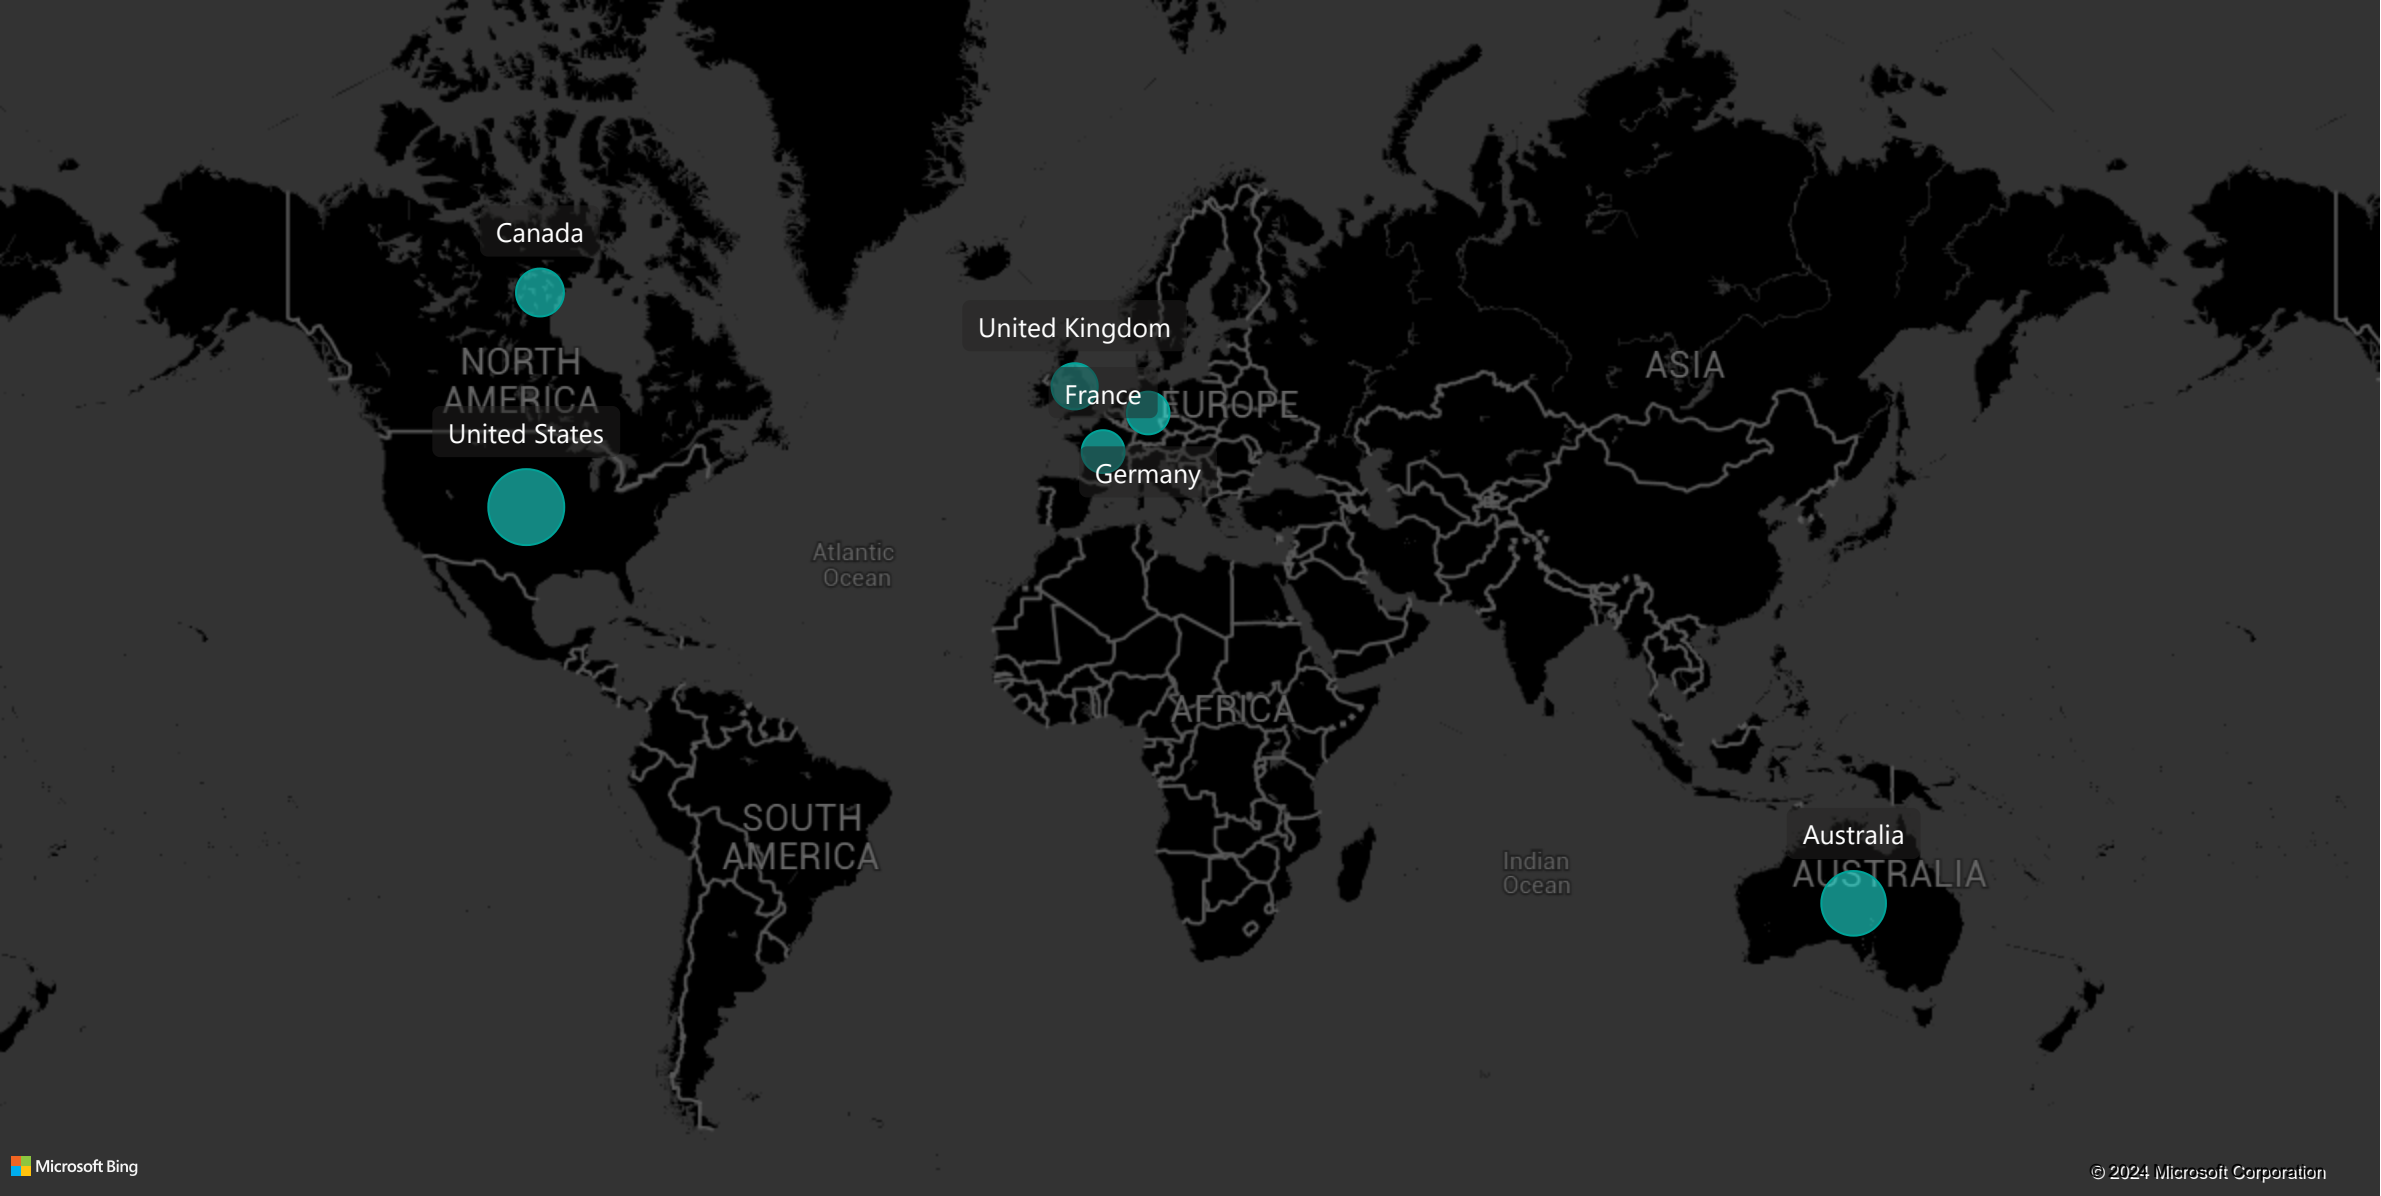 Canada
United Kingdom
NORTH
AMERICA
ASIA
France
EUROPE
United States
Germany
Atlantic
Ocean
AFRICA
SOUTH
AMERICA
Australia
Indian
Ocean
AUSTRALIA
Microsoft Bing
© 2024 Microsoft Corporation